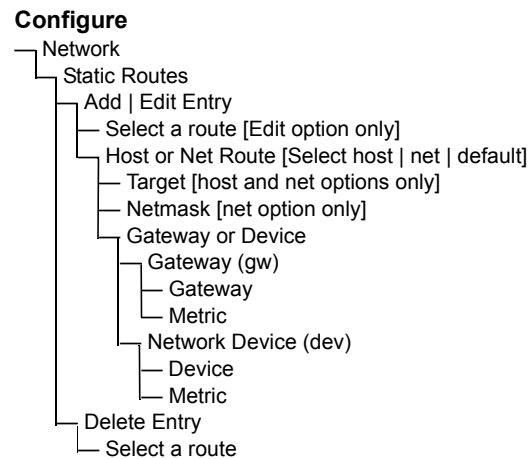 Configure
Network
Static Routes
Add | Edit Entry
Select a route [Edit option only]
Host or Net Route [Select host | net | default]
Target [host and net options only]
Netmask [net option only]
Gateway or Device
Gateway (gw)
Gateway
Metric
Network Device (dev)
Device
Metric
Delete Entry
Select a route